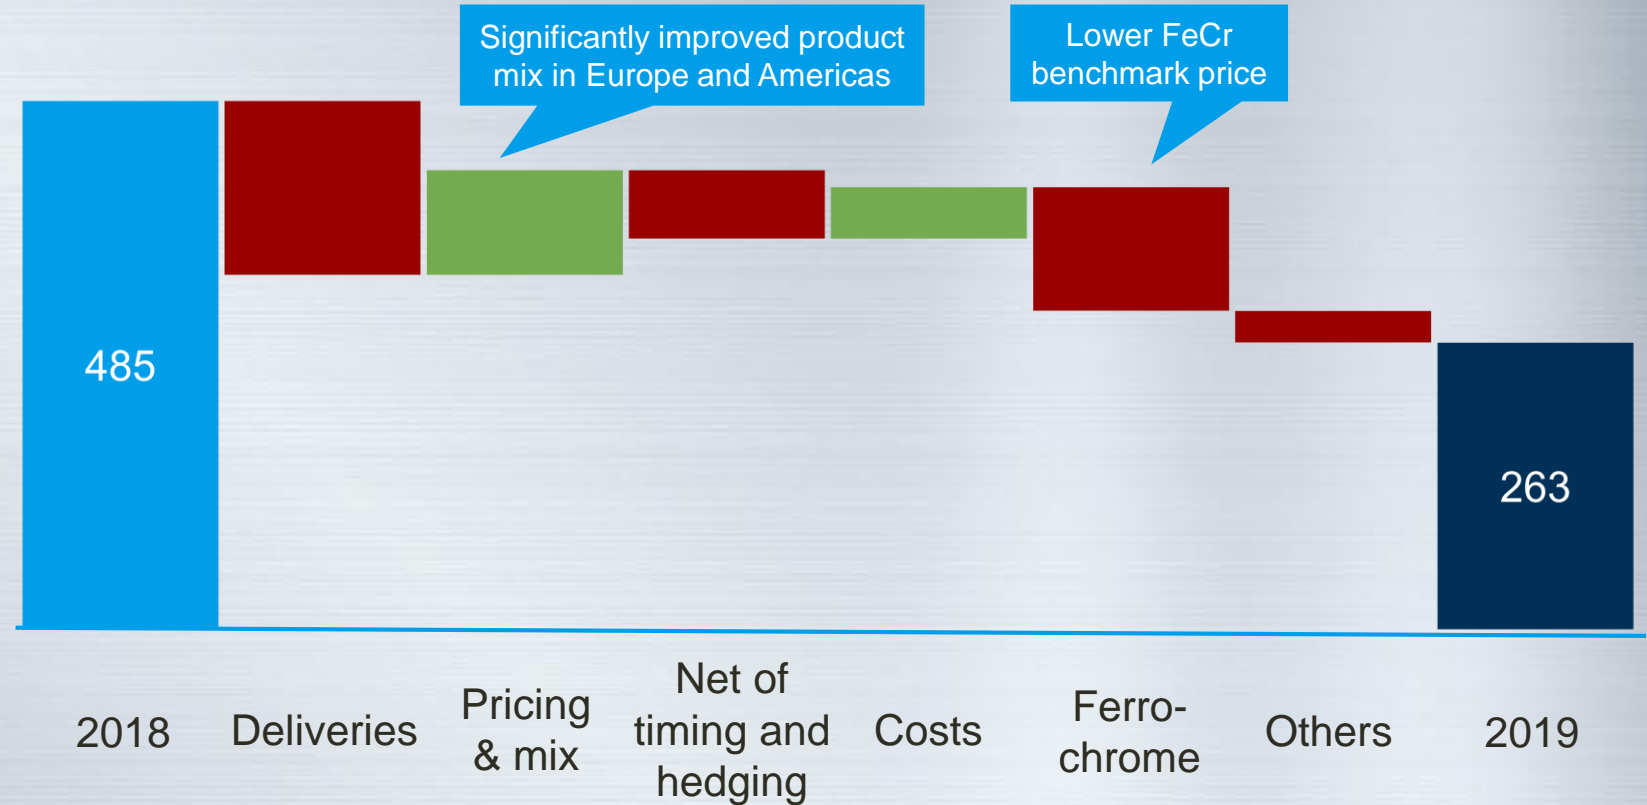 Significantly improved product
mix in Europe and Americas
Lower FeCr
benchmark price
485
263
2018
Deliveries
Pricing
& mix
Net of
timing and
hedging
Costs
Ferro-
chrome
Others
2019